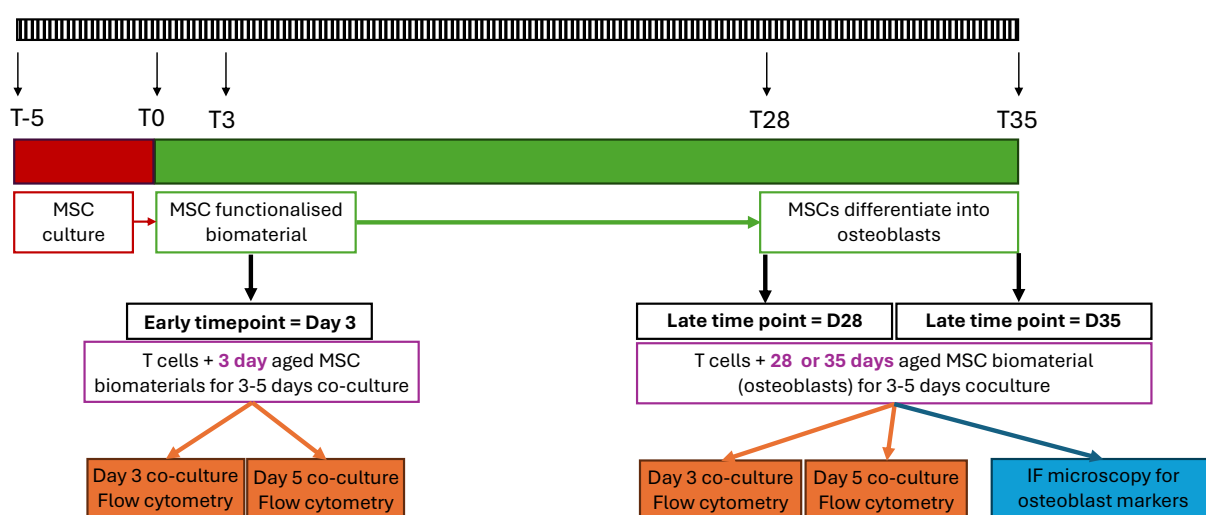 T-5
T0
T3
T28
T35
MSC
culture
MSC functionalised
biomaterial
MSCs differentiate into
osteoblasts
Early timepoint = Day 3
Late time point = D28
Late time point = D35
T cells + 3 day aged MSC
biomaterials for 3-5 days co-culture
T cells + 28 or 35 days aged MSC biomaterial
(osteoblasts) for 3-5 days coculture
Day 3 co-culture
Flow cytometry
Day 5 co-culture
Flow cytometry
Day 3 co-culture
Flow cytometry
Day 5 co-culture
Flow cytometry
IF microscopy for
osteoblast markers